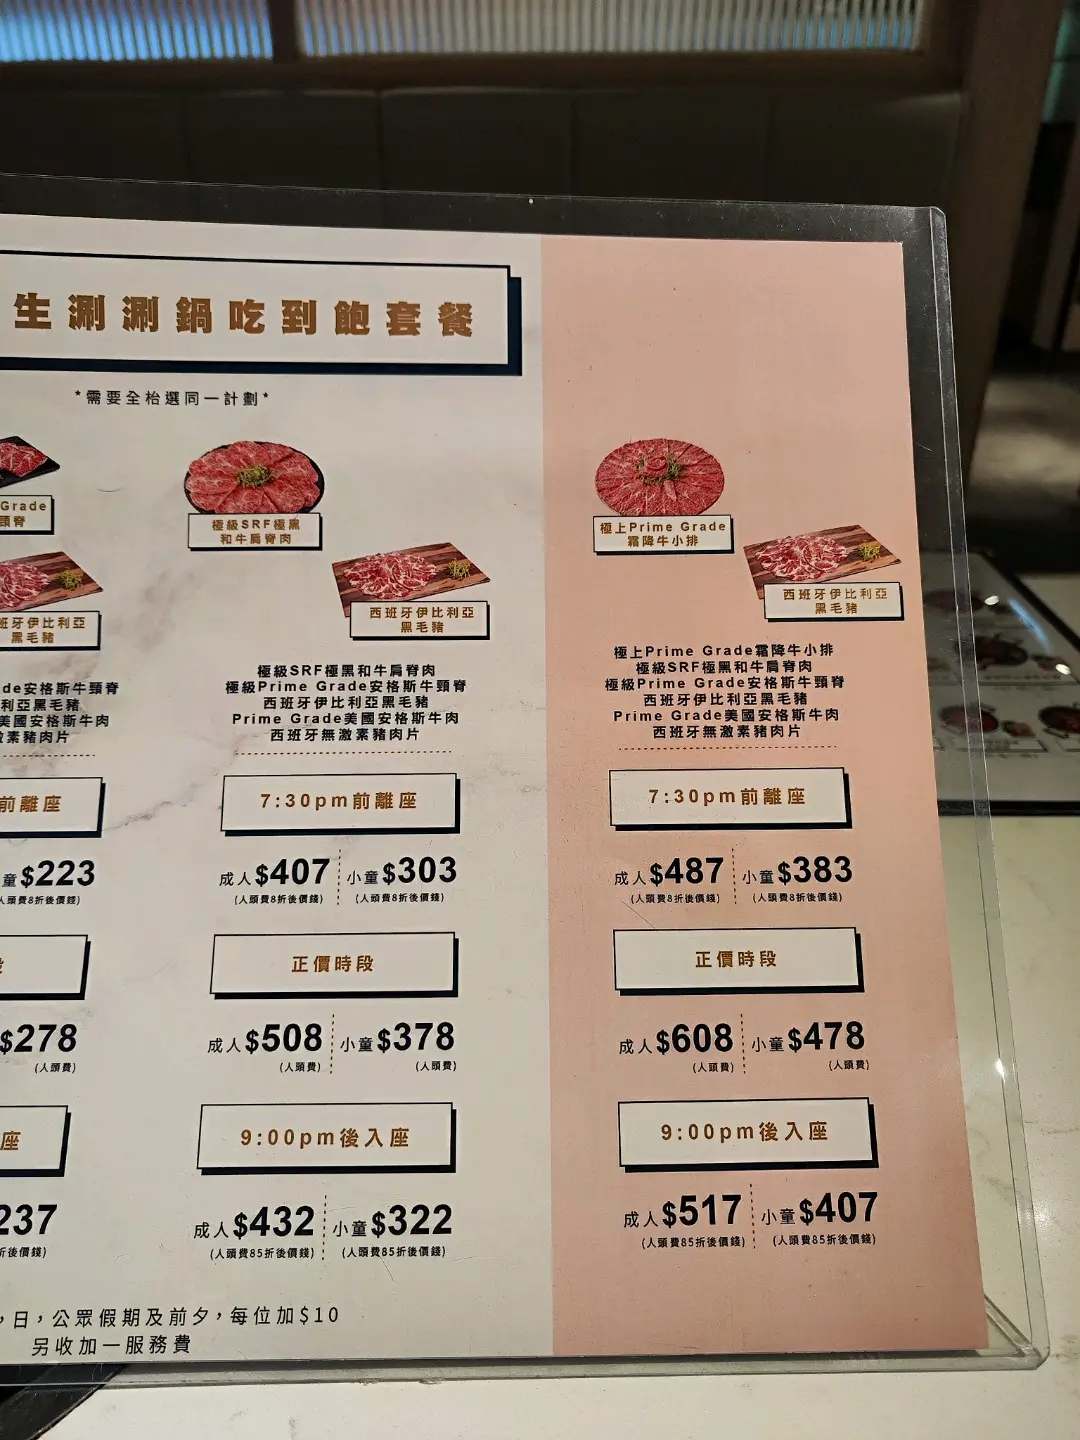 生涮涮鍋吃到飽套餐
*需要全枱選同一計劃*
Grade
頸脊
班牙伊比利亞
黑毛豬
de安格斯牛頸脊
利亞黑毛豬
美國安格斯牛肉
激素豬肉片
前離座
童$223
人頭費8折後價錢)
$278
(人頭費)
座
237
折後價錢)
極級SRF極黑
和牛肩脊肉
西班牙伊比利亞
黑毛豬
極級SRF極黑和牛肩脊肉
極級Prime Grade安格斯牛頸脊
西班牙伊比利亞黑毛豬
Prime Grade美國安格斯牛肉
西班牙無激素豬肉片
7:30pm前離座
成人$407 小童$303
(人頭費8折後價錢) (人頭費8折後價錢)
正價時段
成人$508 小童$378
(人頭費) (人頭費)
9:00pm後入座
成人$432 小童$322
(人頭費85折後價錢) (人頭費85折後價錢)
極上Prime Grade
霜降牛小排
西班牙伊比利亞
黑毛豬
極上Prime Grade霜降牛小排
極級SRF極黑和牛肩脊肉
極級Prime Grade安格斯牛頸脊
西班牙伊比利亞黑毛豬
Prime Grade美國安格斯牛肉
西班牙無激素豬肉片
7:30pm前離座
成人$487 小童$383
(人頭費8折後價錢) (人頭費8折後價錢)
正價時段
成人$608 小童$478
(人頭費) (人頭費)
9:00pm後入座
成人$517 小童$407
(人頭費85折後價錢) (人頭費85折後價錢)
，日，公眾假期及前夕，每位加$10
另收加一服務費